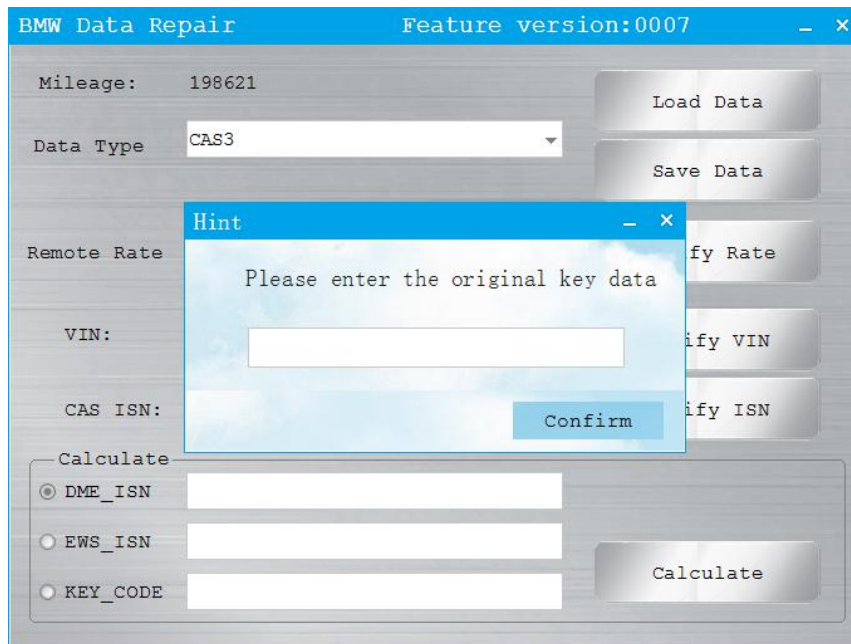 BMW Data Repair Feature version:0007
Mileage: 198621
Load Data
Data Type CAS3
Save Data
Hint
Remote Rate
fy Rate
Please enter the original key data
VIN:
ify VIN
CAS ISN:
ify ISN
Confirm
Calculate
DME_ISN
EWS_ISN
Calculate
KEY_CODE